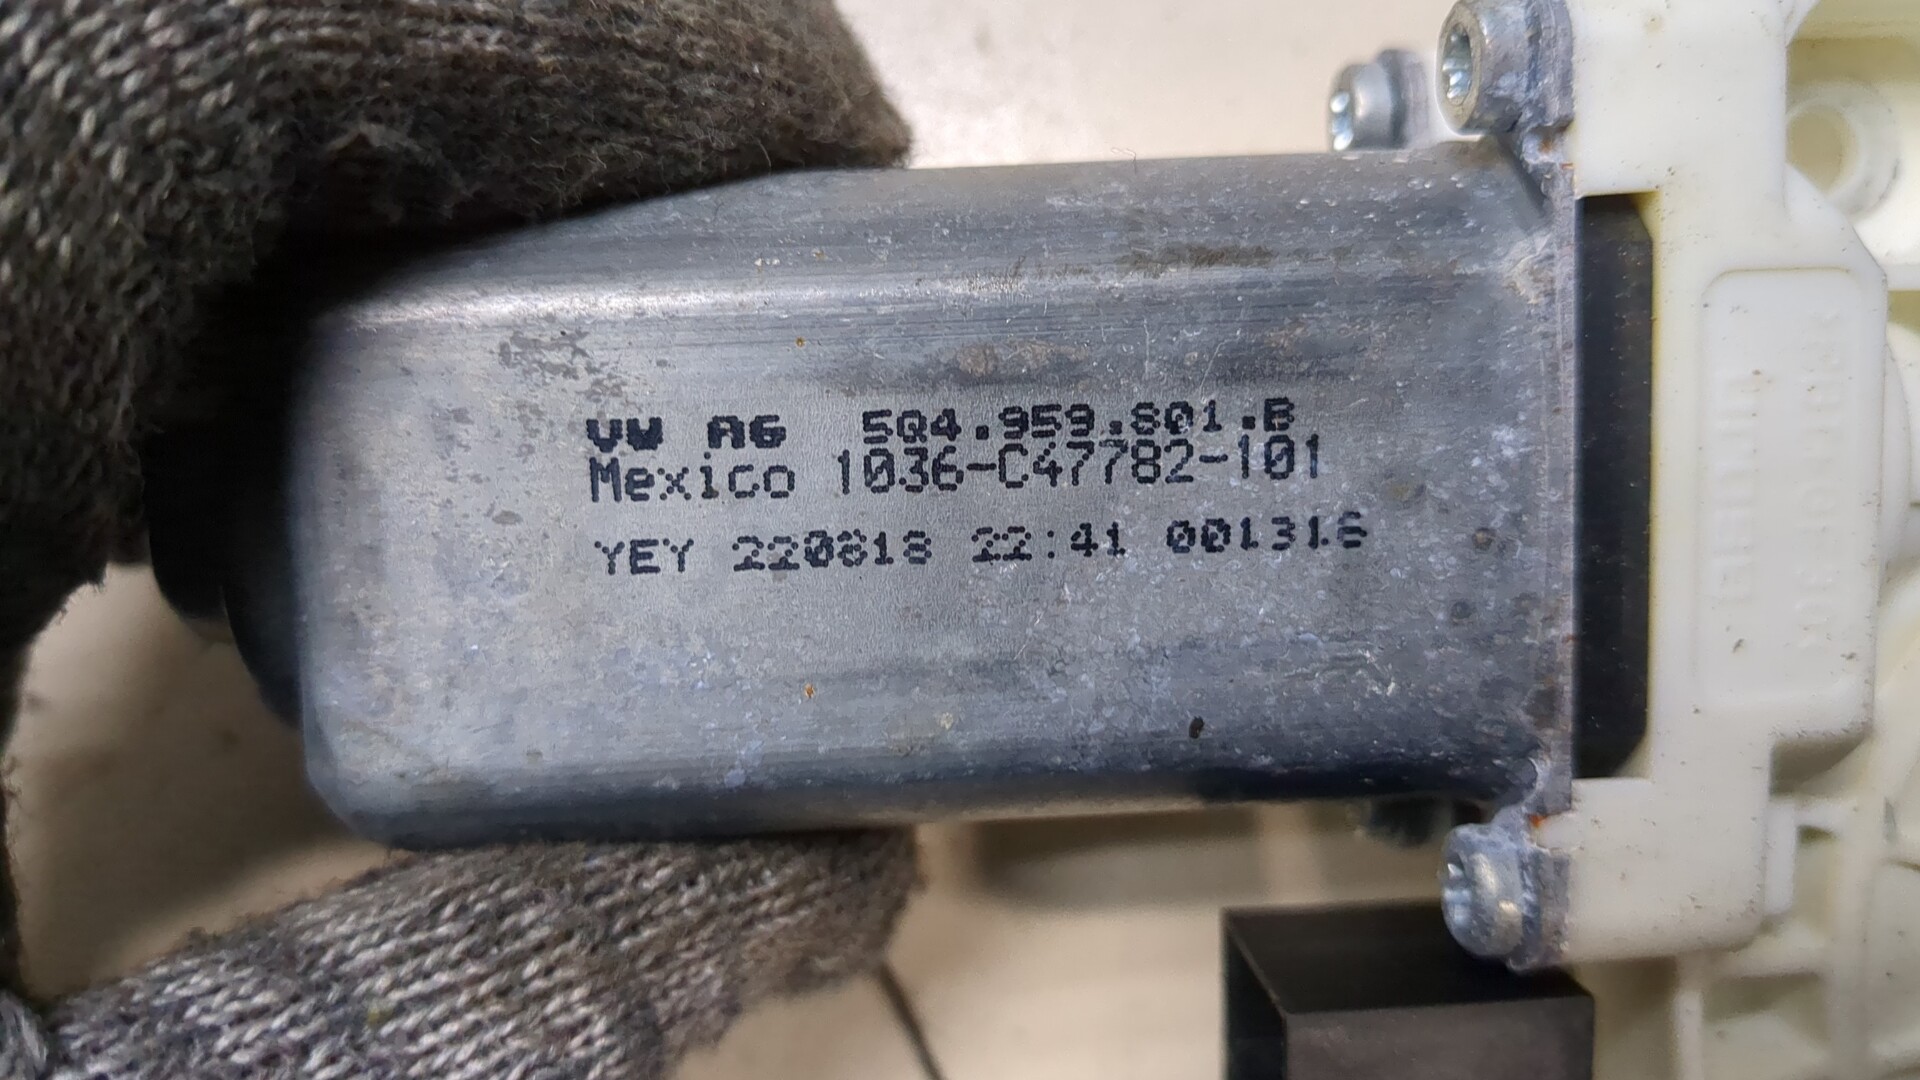 VW AG 5Q4.959.801.B
Mexico 1036-C47782-101
YEY 220818 22:41 001316